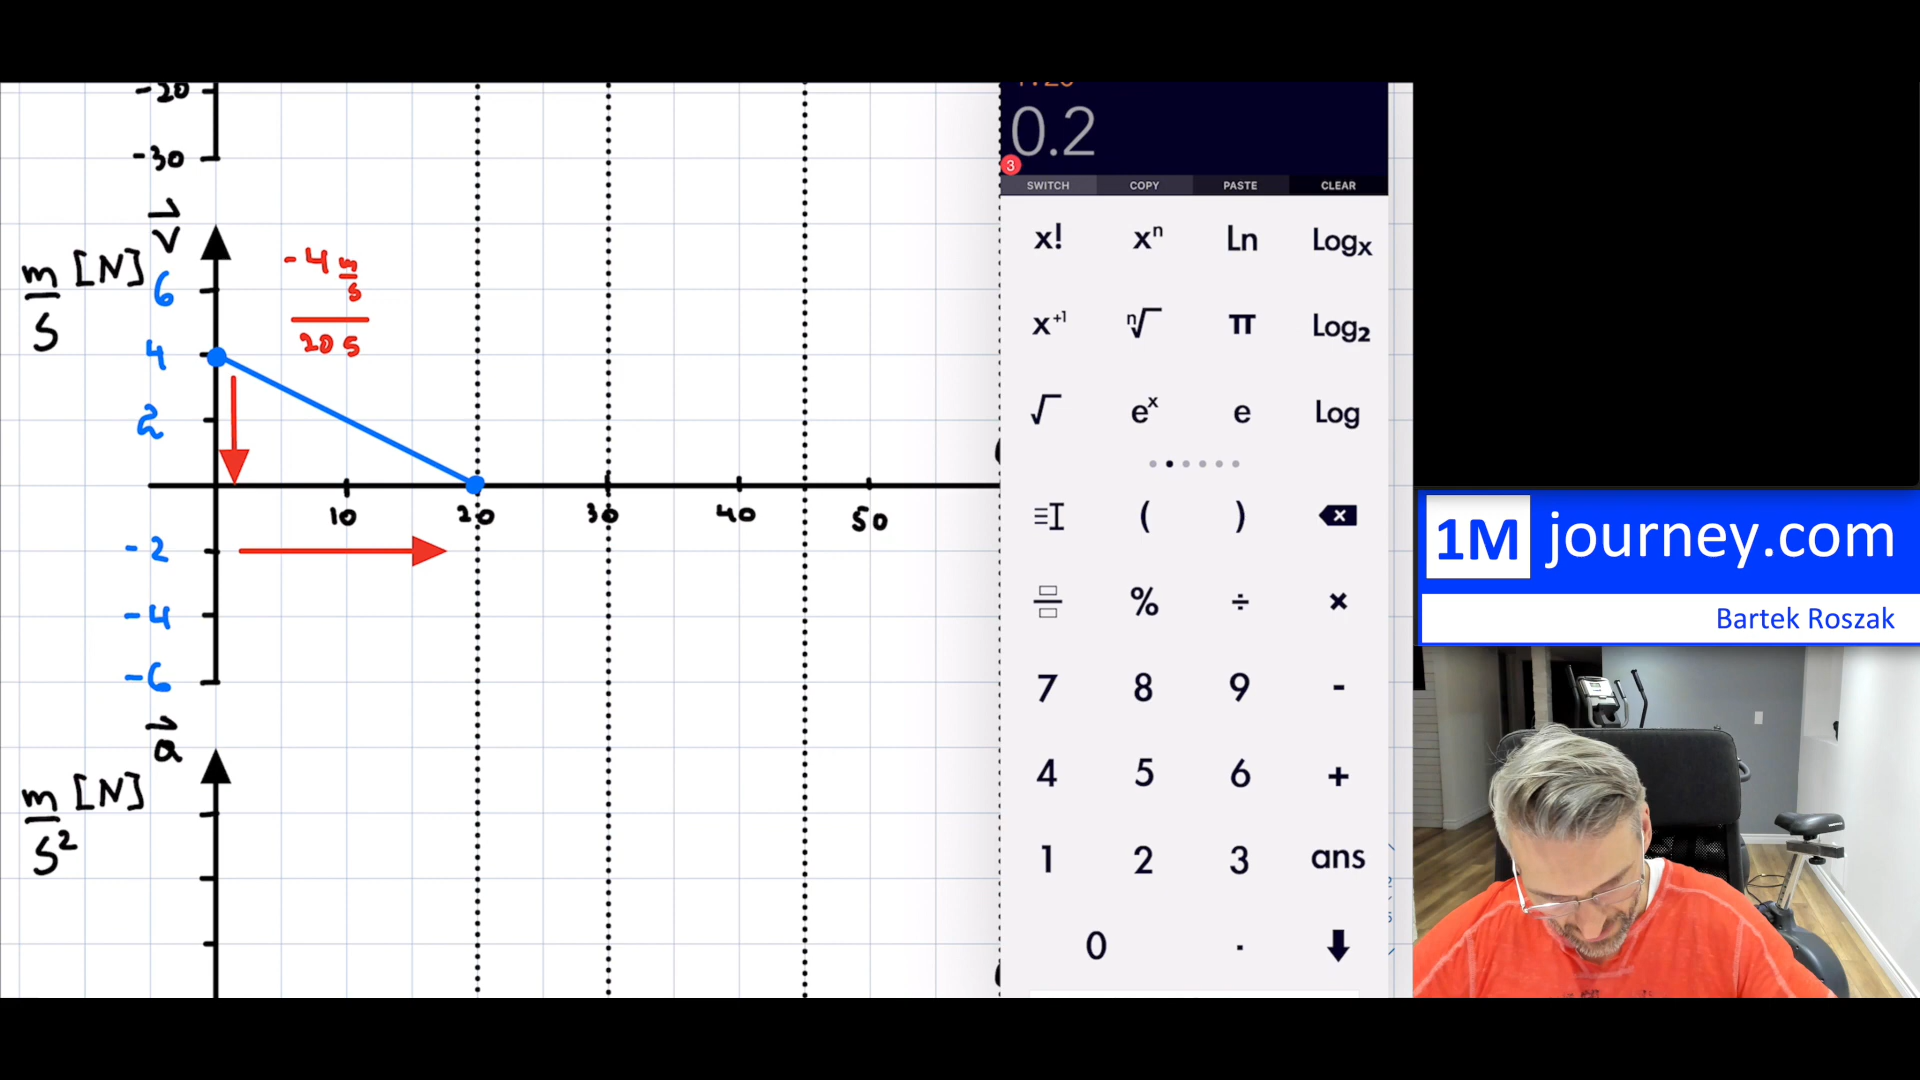 -20
-30
v
m/s [N]
6
4
2
-2
-4
-6
-4 m/s
20 s
10 20 30 40 50
a
m/s² [N]
0.2
3
SWITCH COPY PASTE CLEAR
x! xⁿ Ln Logx
x⁺¹ ⁿ√ π Log₂
√ eˣ e Log
( )
% ÷ ×
7 8 9 -
4 5 6 +
1 2 3 ans
0 .
1M journey.com
Bartek Roszak